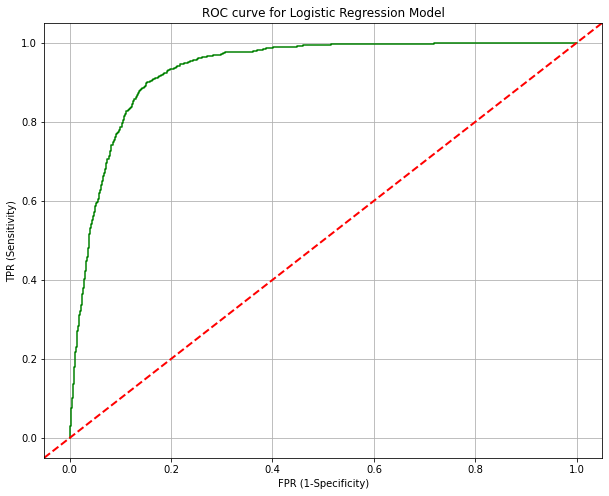 ROC curve for Logistic Regression Model
TPR (Sensitivity)
1.0
0.8
0.6
0.4
0.2
0.0
0.0 0.2 0.4 0.6 0.8 1.0
FPR (1-Specificity)